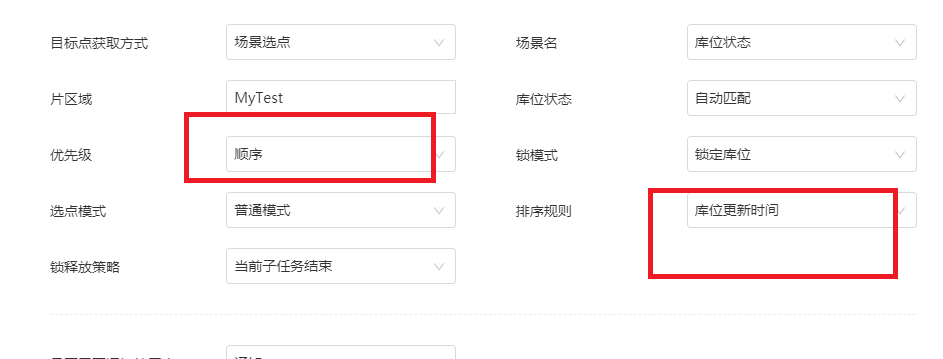 目标点获取方式 场景选点 场景名 库位状态
片区域 MyTest 库位状态 自动匹配
优先级 顺序 锁模式 锁定库位
选点模式 普通模式 排序规则 库位更新时间
锁释放策略 当前子任务结束